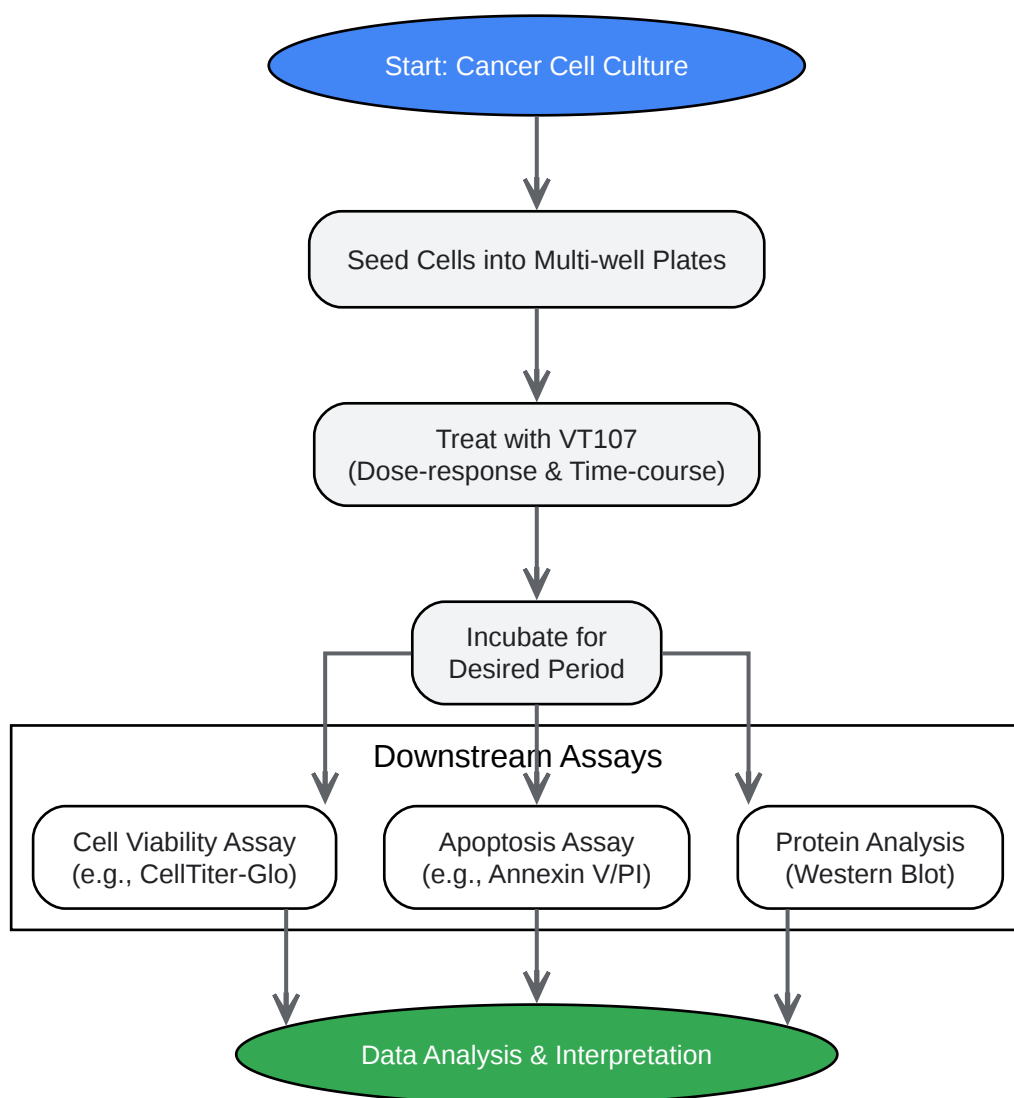 Start: Cancer Cell Culture
Seed Cells into Multi-well Plates
Treat with VT107
(Dose-response & Time-course)
Incubate for
Desired Period
Downstream Assays
Cell Viability Assay
(e.g., CellTiter-Glo)
Apoptosis Assay
(e.g., Annexin V/PI)
Protein Analysis
(Western Blot)
Data Analysis & Interpretation